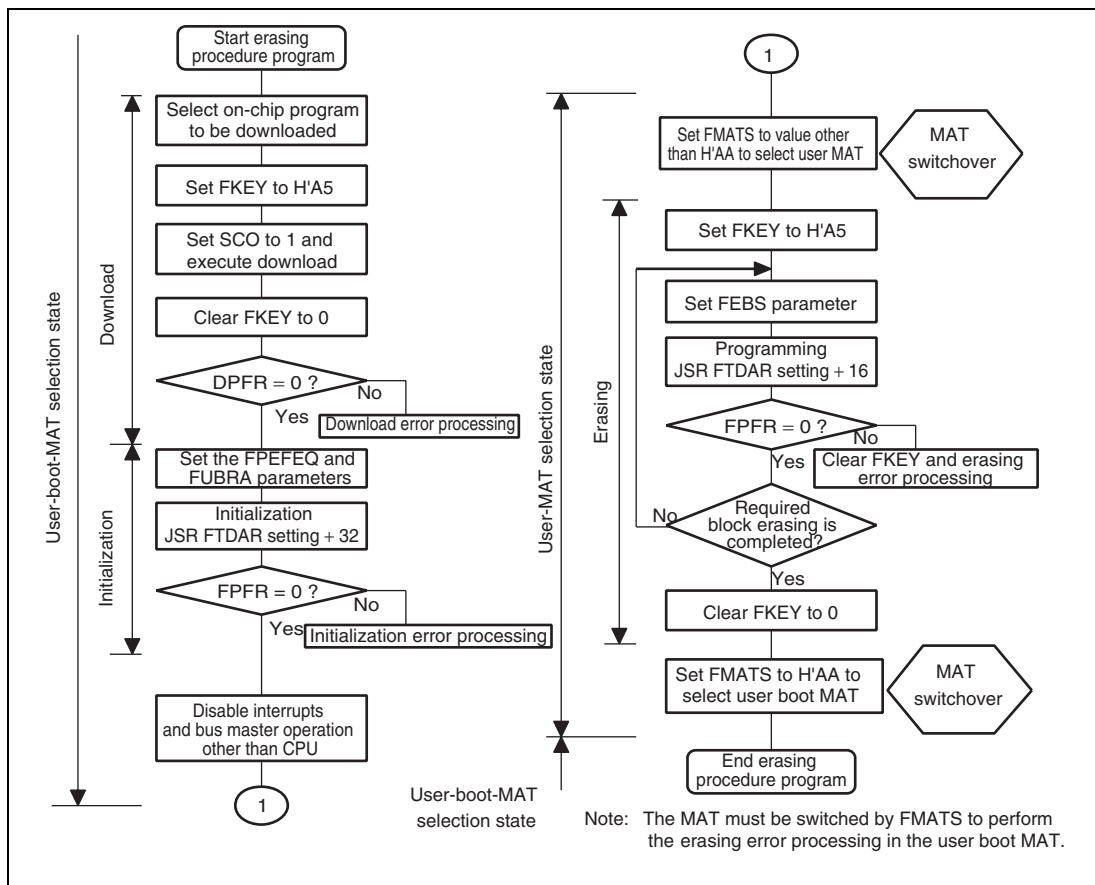 Start erasing
procedure program
Select on-chip program
to be downloaded
Set FKEY to H'A5
Set SCO to 1 and
execute download
Clear FKEY to 0
DPFR = 0 ?
No
Yes
Download error processing
Set the FPEFEQ and
FUBRA parameters
Initialization
JSR FTDAR setting + 32
FPFR = 0 ?
No
Yes
Initialization error processing
Disable interrupts
and bus master operation
other than CPU
1
Download
Initialization
User-boot-MAT selection state
1
Set FMATS to value other
than H'AA to select user MAT
MAT
switchover
Set FKEY to H'A5
Set FEBS parameter
Programming
JSR FTDAR setting + 16
FPFR = 0 ?
No
Yes
Clear FKEY and erasing
error processing
Required
block erasing is
completed?
No
Yes
Clear FKEY to 0
Set FMATS to H'AA to
select user boot MAT
MAT
switchover
End erasing
procedure program
Erasing
User-MAT selection state
User-boot-MAT
selection state
Note: The MAT must be switched by FMATS to perform
the erasing error processing in the user boot MAT.